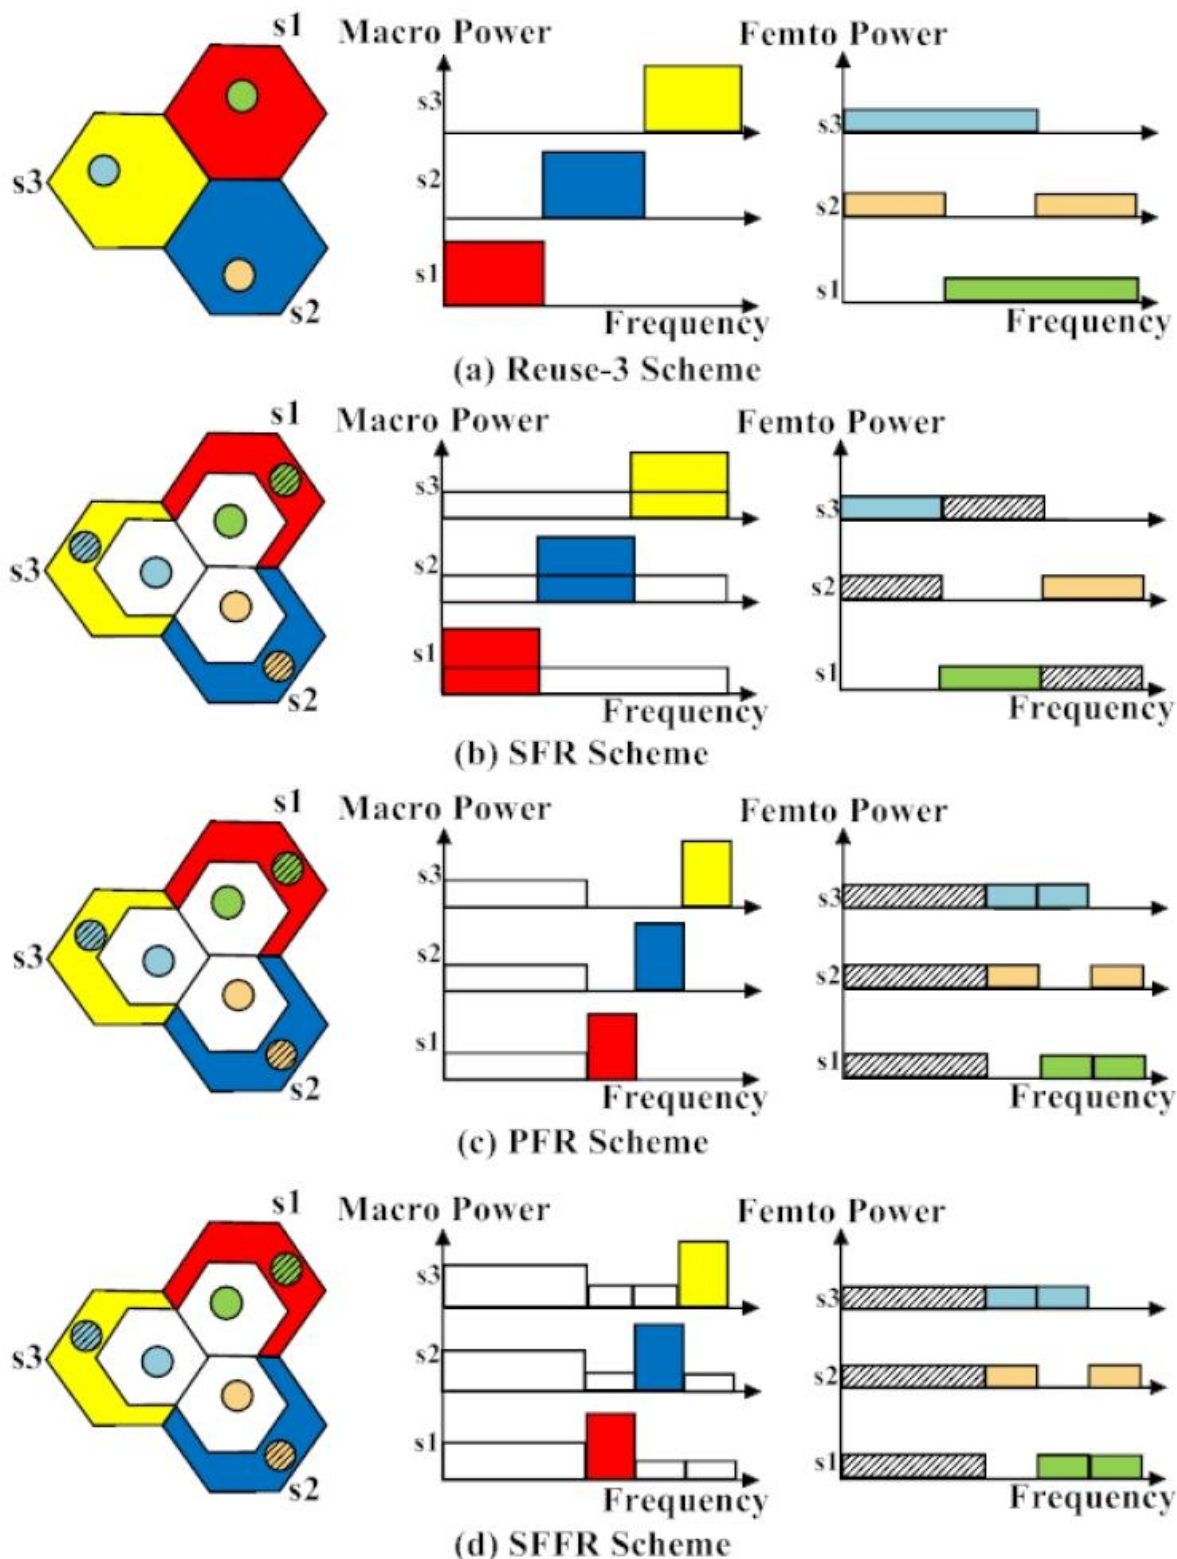 s1
Macro Power
Femto Power
s3
s3
s3
s2
s2
s1
s1
s2
Frequency
Frequency
(a) Reuse-3 Scheme
s1
Macro Power
Femto Power
s3
s3
s3
s2
s2
s1
s1
s2
Frequency
Frequency
(b) SFR Scheme
s1
Macro Power
Femto Power
s3
s3
s3
s2
s2
s1
s1
s2
Frequency
Frequency
(c) PFR Scheme
s1
Macro Power
Femto Power
s3
s3
s3
s2
s2
s1
s1
s2
Frequency
Frequency
(d) SFFR Scheme